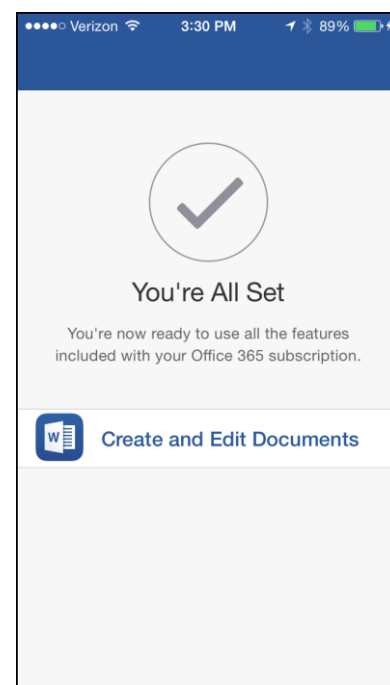 Verizon 3:30 PM 89%
You're All Set
You're now ready to use all the features
included with your Office 365 subscription.
W Create and Edit Documents